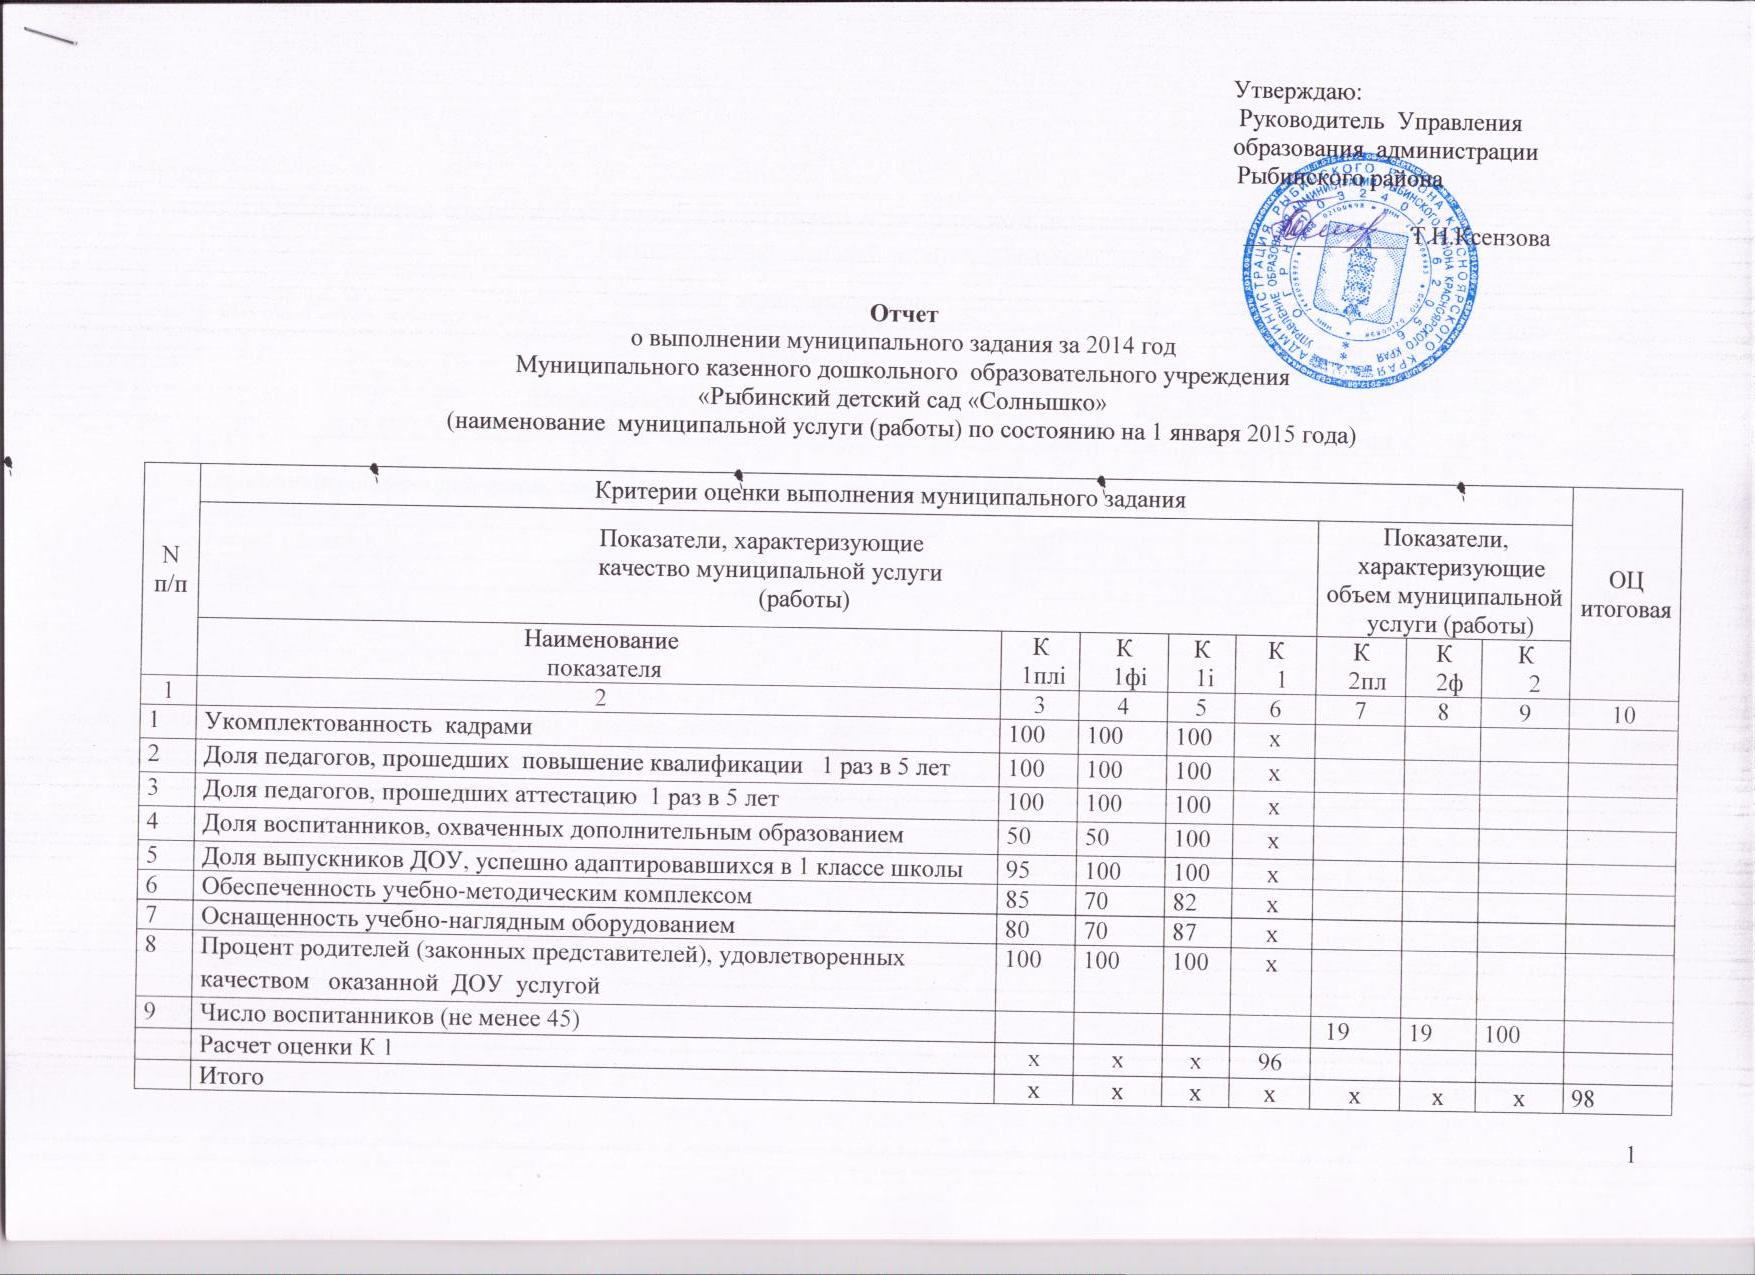 Утверждаю:
Руководитель Управления
образования администрации
Рыбинского района
Т.Н.Ксензова
Отчет
о выполнении муниципального задания за 2014 год
Муниципального казенного дошкольного образовательного учреждения
«Рыбинский детский сад «Солнышко»
(наименование муниципальной услуги (работы) по состоянию на 1 января 2015 года)
N п/п Критерии оценки выполнения муниципального задания ОЦ итоговая
Показатели, характеризующие
качество муниципальной услуги
(работы)
Показатели,
характеризующие
объем муниципальной
услуги (работы)
Наименование показателя К 1плi К 1фi К 1i К 1 К 2пл К 2ф К 2
1 2 3 4 5 6 7 8 9 10
1 Укомплектованность кадрами 100 100 100 х
2 Доля педагогов, прошедших повышение квалификации 1 раз в 5 лет 100 100 100 х
3 Доля педагогов, прошедших аттестацию 1 раз в 5 лет 100 100 100 х
4 Доля воспитанников, охваченных дополнительным образованием 50 50 100 х
5 Доля выпускников ДОУ, успешно адаптировавшихся в 1 классе школы 95 100 100 х
6 Обеспеченность учебно-методическим комплексом 85 70 82 х
7 Оснащенность учебно-наглядным оборудованием 80 70 87 х
8 Процент родителей (законных представителей), удовлетворенных 100 100 100 х
качеством оказанной ДОУ услугой
9 Число воспитанников (не менее 45) 19 19 100
Расчет оценки К 1 х х х 96
Итого х х х х х х х 98
1
АДМИНИСТРАЦИЯ РЫБИНСКОГО РАЙОНА КРАСНОЯРСКОГО КРАЯ